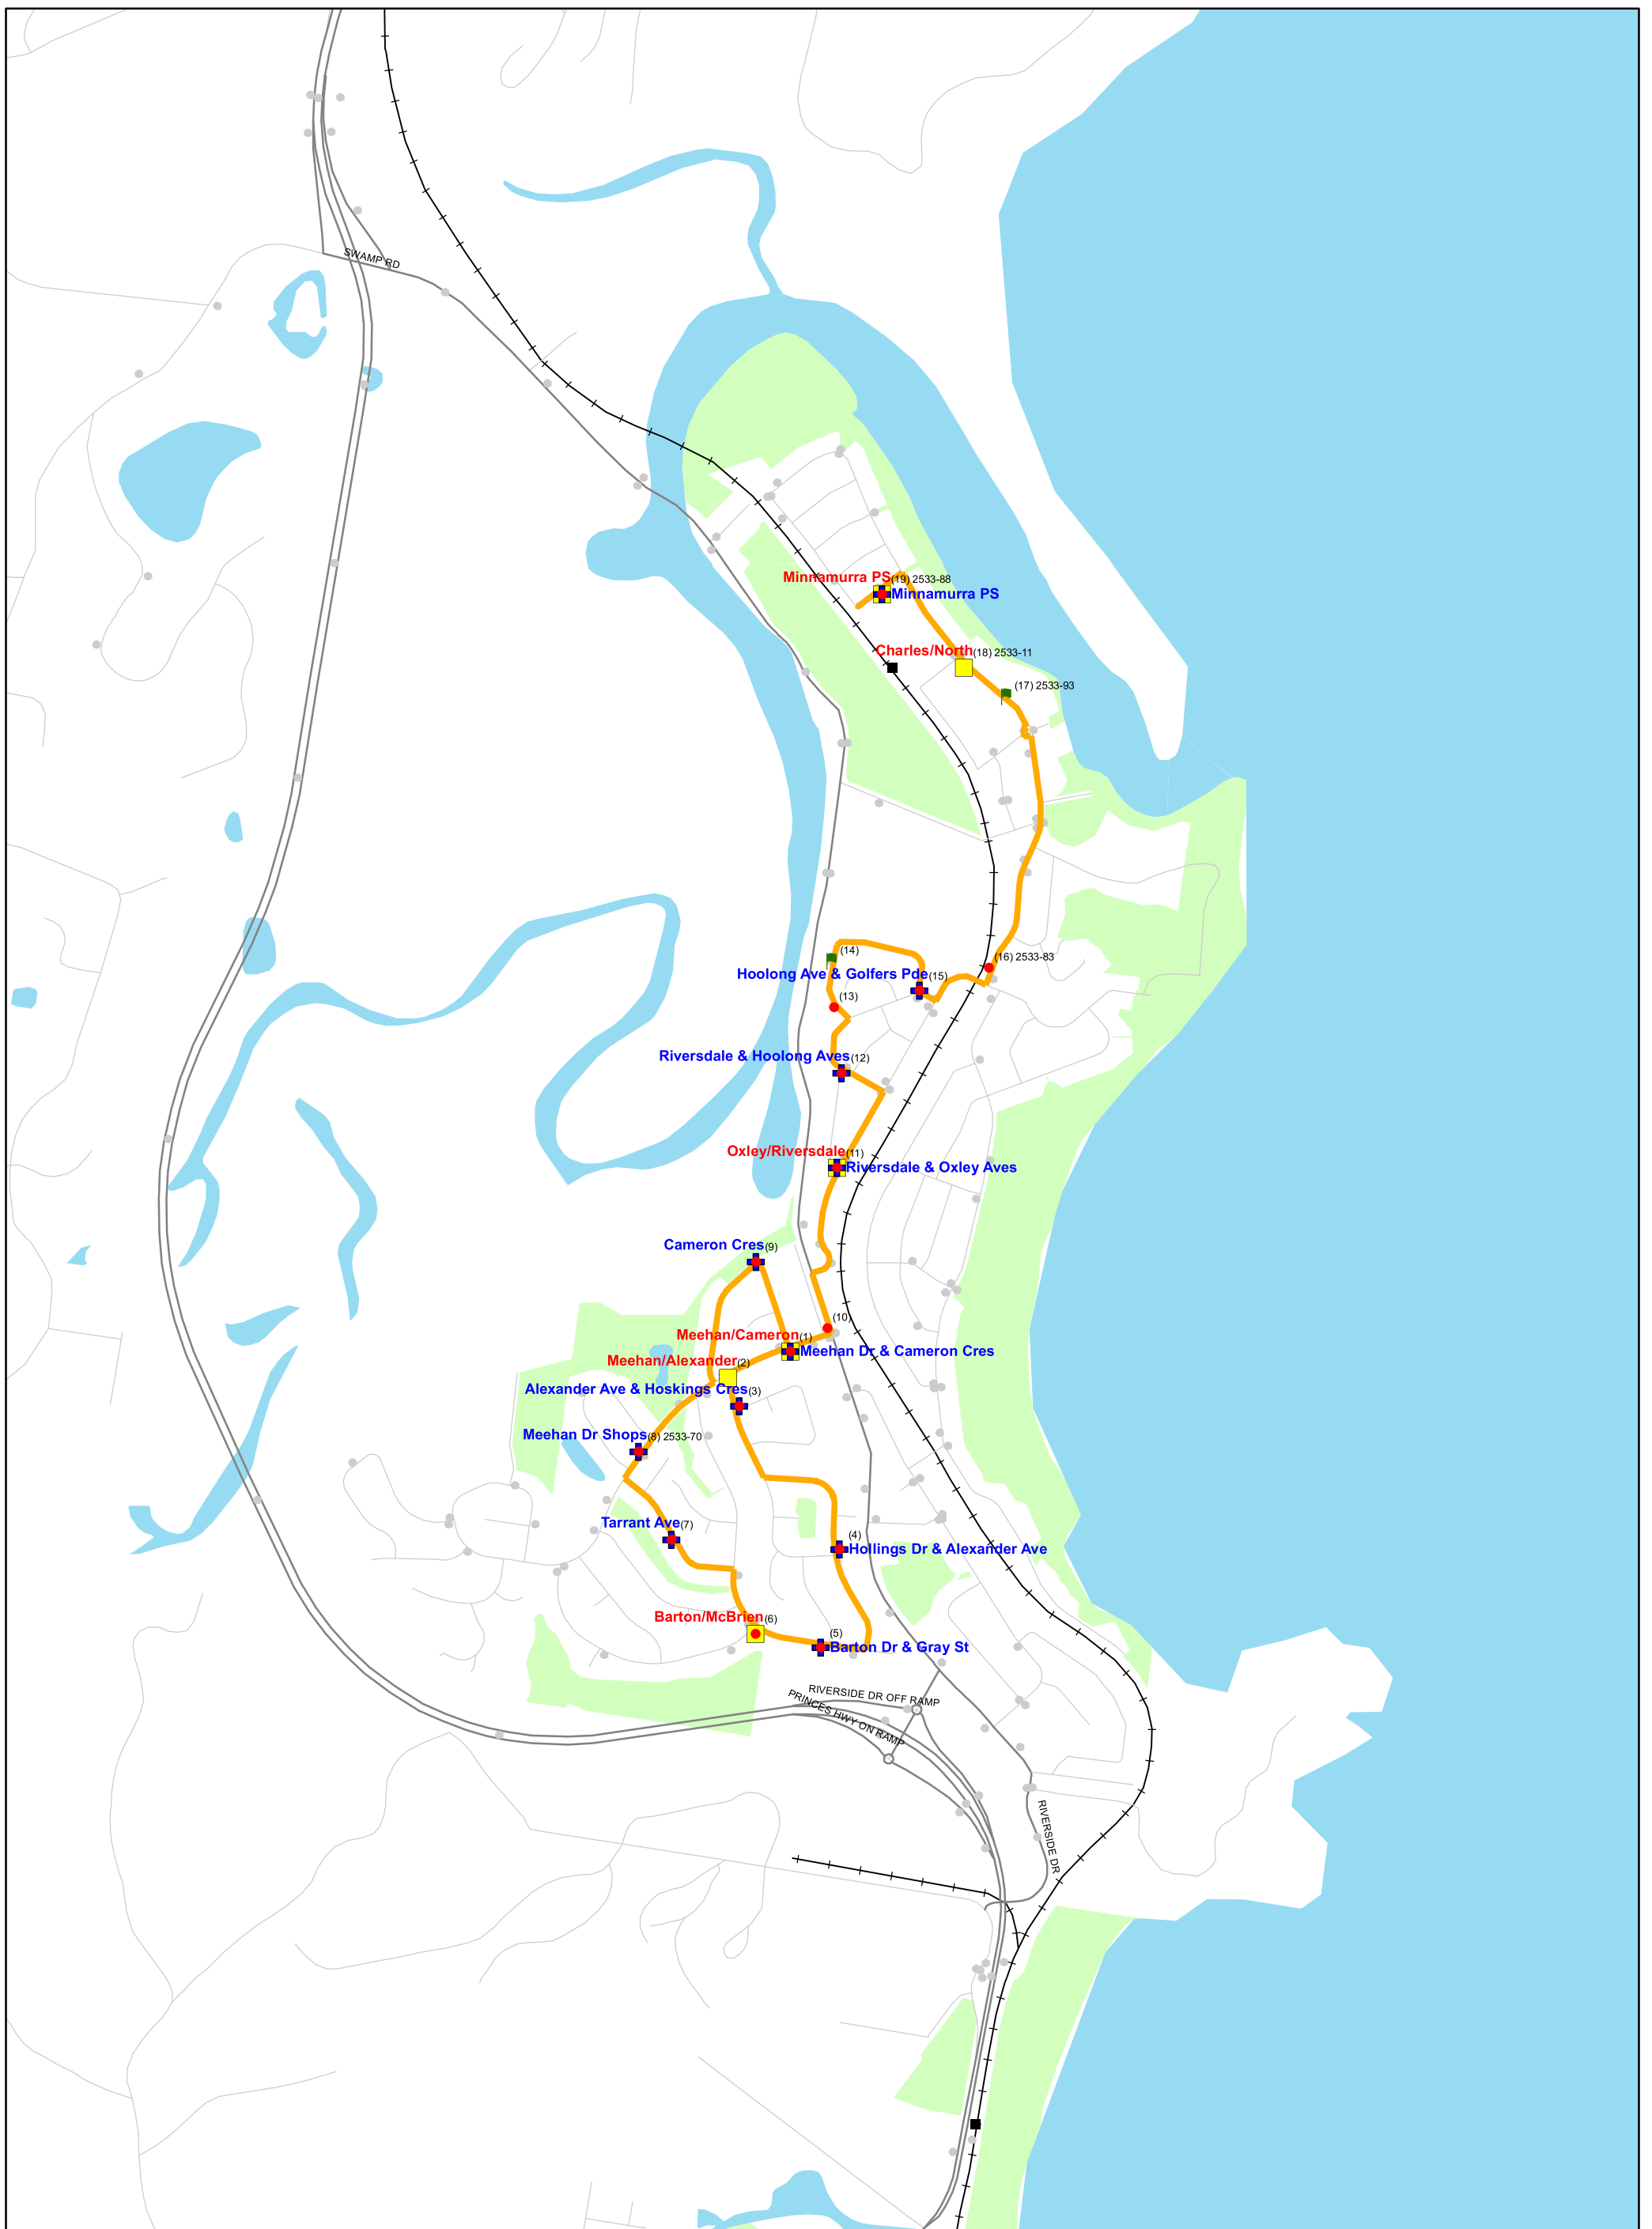 SWAMP RD
Minnamurra PS(19) 2533-88
Minnamurra PS
Charles/North(18) 2533-11
(17) 2533-93
(14)
(16) 2533-83
Hoolong Ave & Golfers Pde(15)
(13)
Riversdale & Hoolong Aves(12)
Oxley/Riversdale(11)
Riversdale & Oxley Aves
Cameron Cres(9)
(10)
Meehan/Cameron(1)
Meehan Dr & Cameron Cres
Meehan/Alexander(2)
Alexander Ave & Hoskings Cres(3)
Meehan Dr Shops(8) 2533-70
Tarrant Ave(7)
(4)
Hollings Dr & Alexander Ave
Barton/McBrien(6)
(5)
Barton Dr & Gray St
RIVERSIDE DR OFF RAMP
PRINCES HWY ON RAMP
RIVERSIDE DR